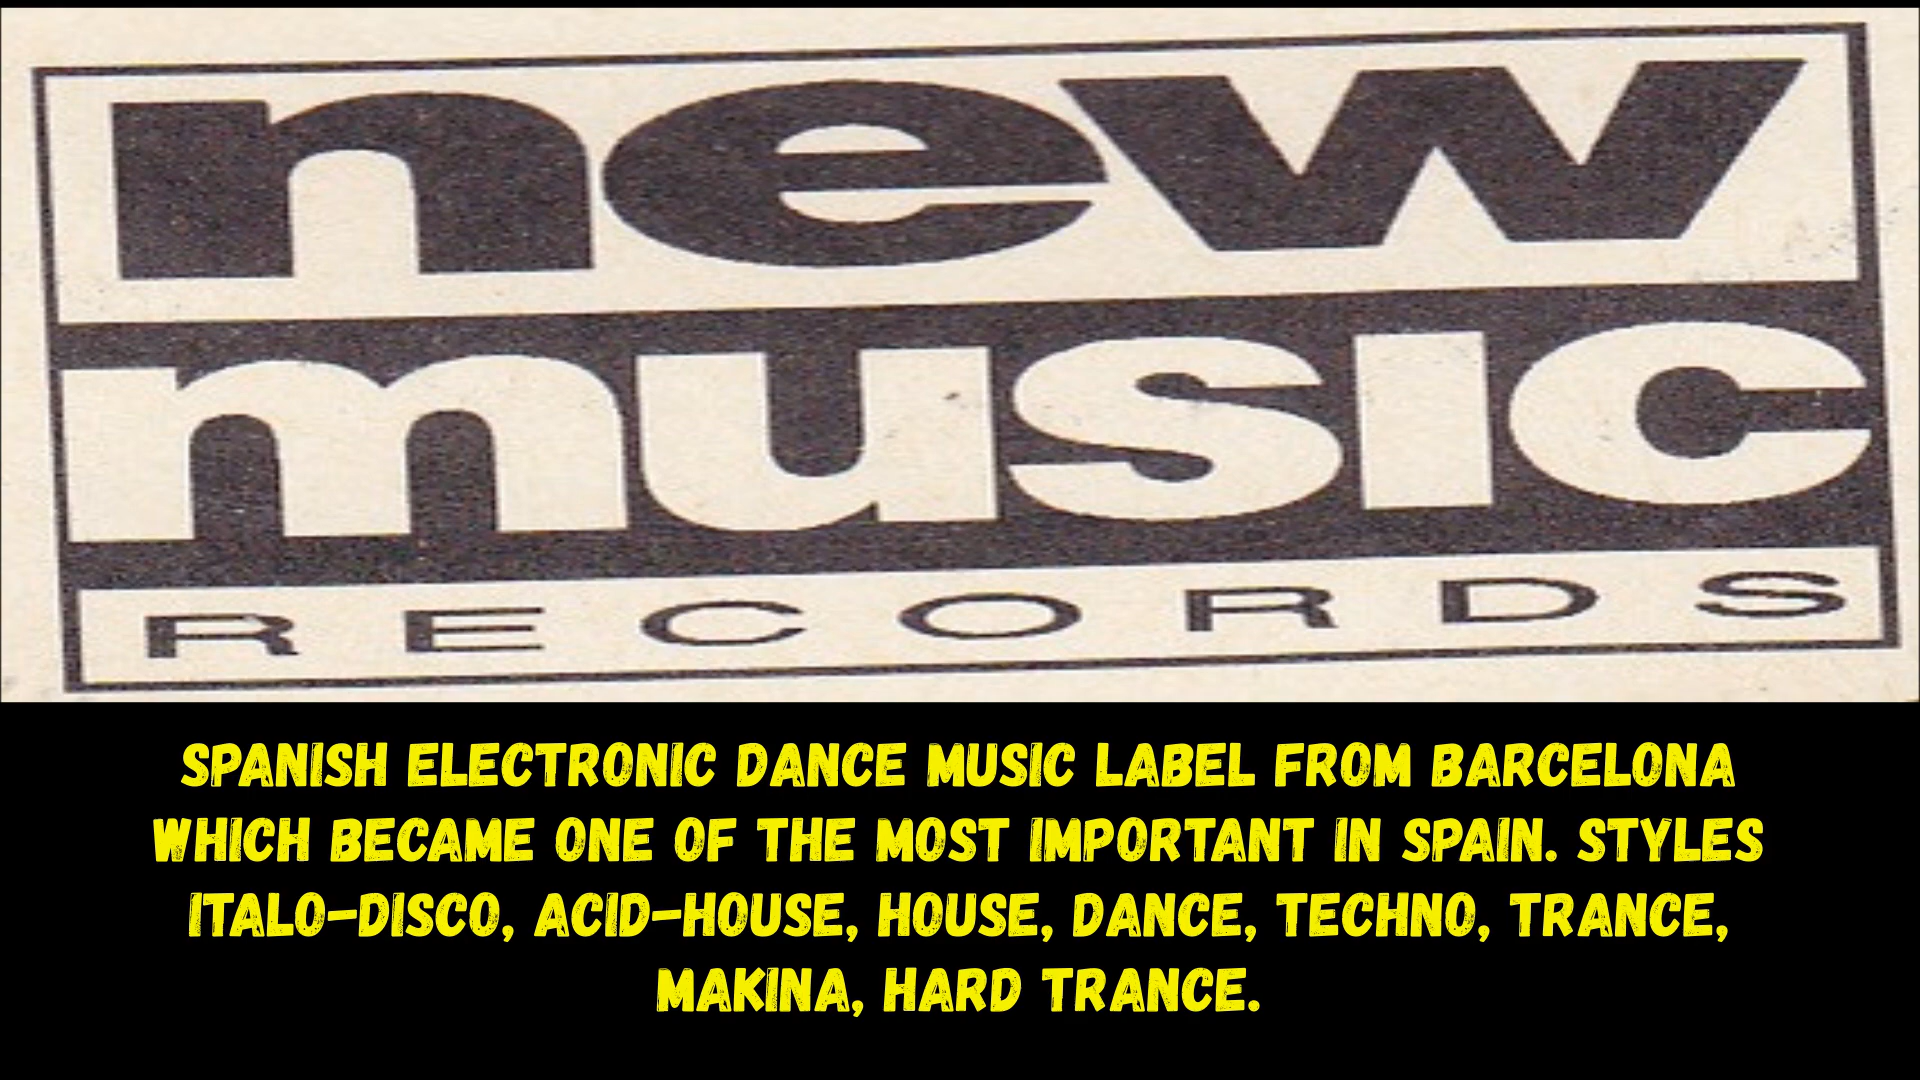 new
music
RECORDS
SPANISH ELECTRONIC DANCE MUSIC LABEL FROM BARCELONA
WHICH BECAME ONE OF THE MOST IMPORTANT IN SPAIN. STYLES
ITALO-DISCO, ACID-HOUSE, HOUSE, DANCE, TECHNO, TRANCE,
MAKINA, HARD TRANCE.